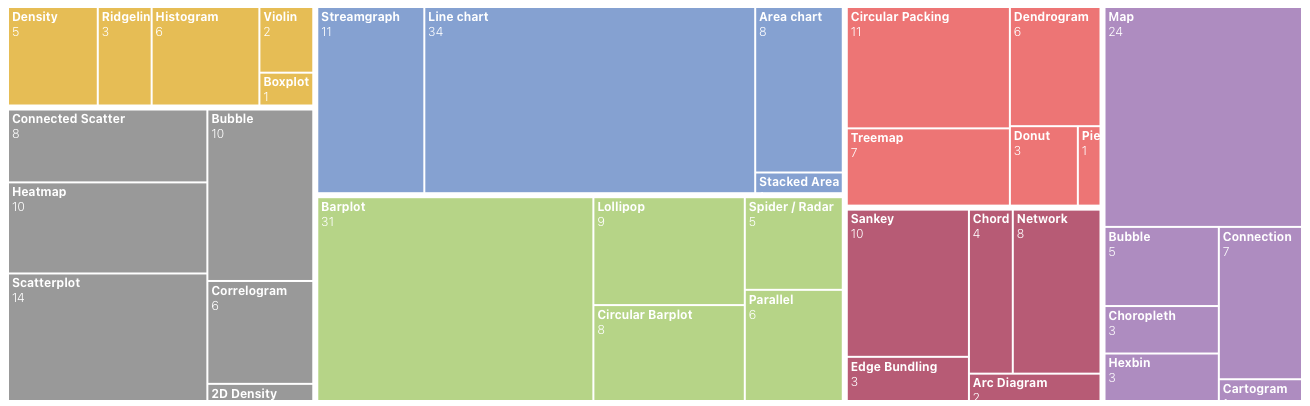 Density
5
Ridgelin
3
Histogram
6
Violin
2
Boxplot
1
Connected Scatter
8
Bubble
10
Heatmap
10
Scatterplot
14
Correlogram
6
2D Density
Streamgraph
11
Line chart
34
Area chart
8
Stacked Area
Barplot
31
Lollipop
9
Spider / Radar
5
Circular Barplot
8
Parallel
6
Circular Packing
11
Dendrogram
6
Treemap
7
Donut
3
Pie
1
Sankey
10
Chord
4
Network
8
Edge Bundling
3
Arc Diagram
2
Map
24
Bubble
5
Connection
7
Choropleth
3
Hexbin
3
Cartogram